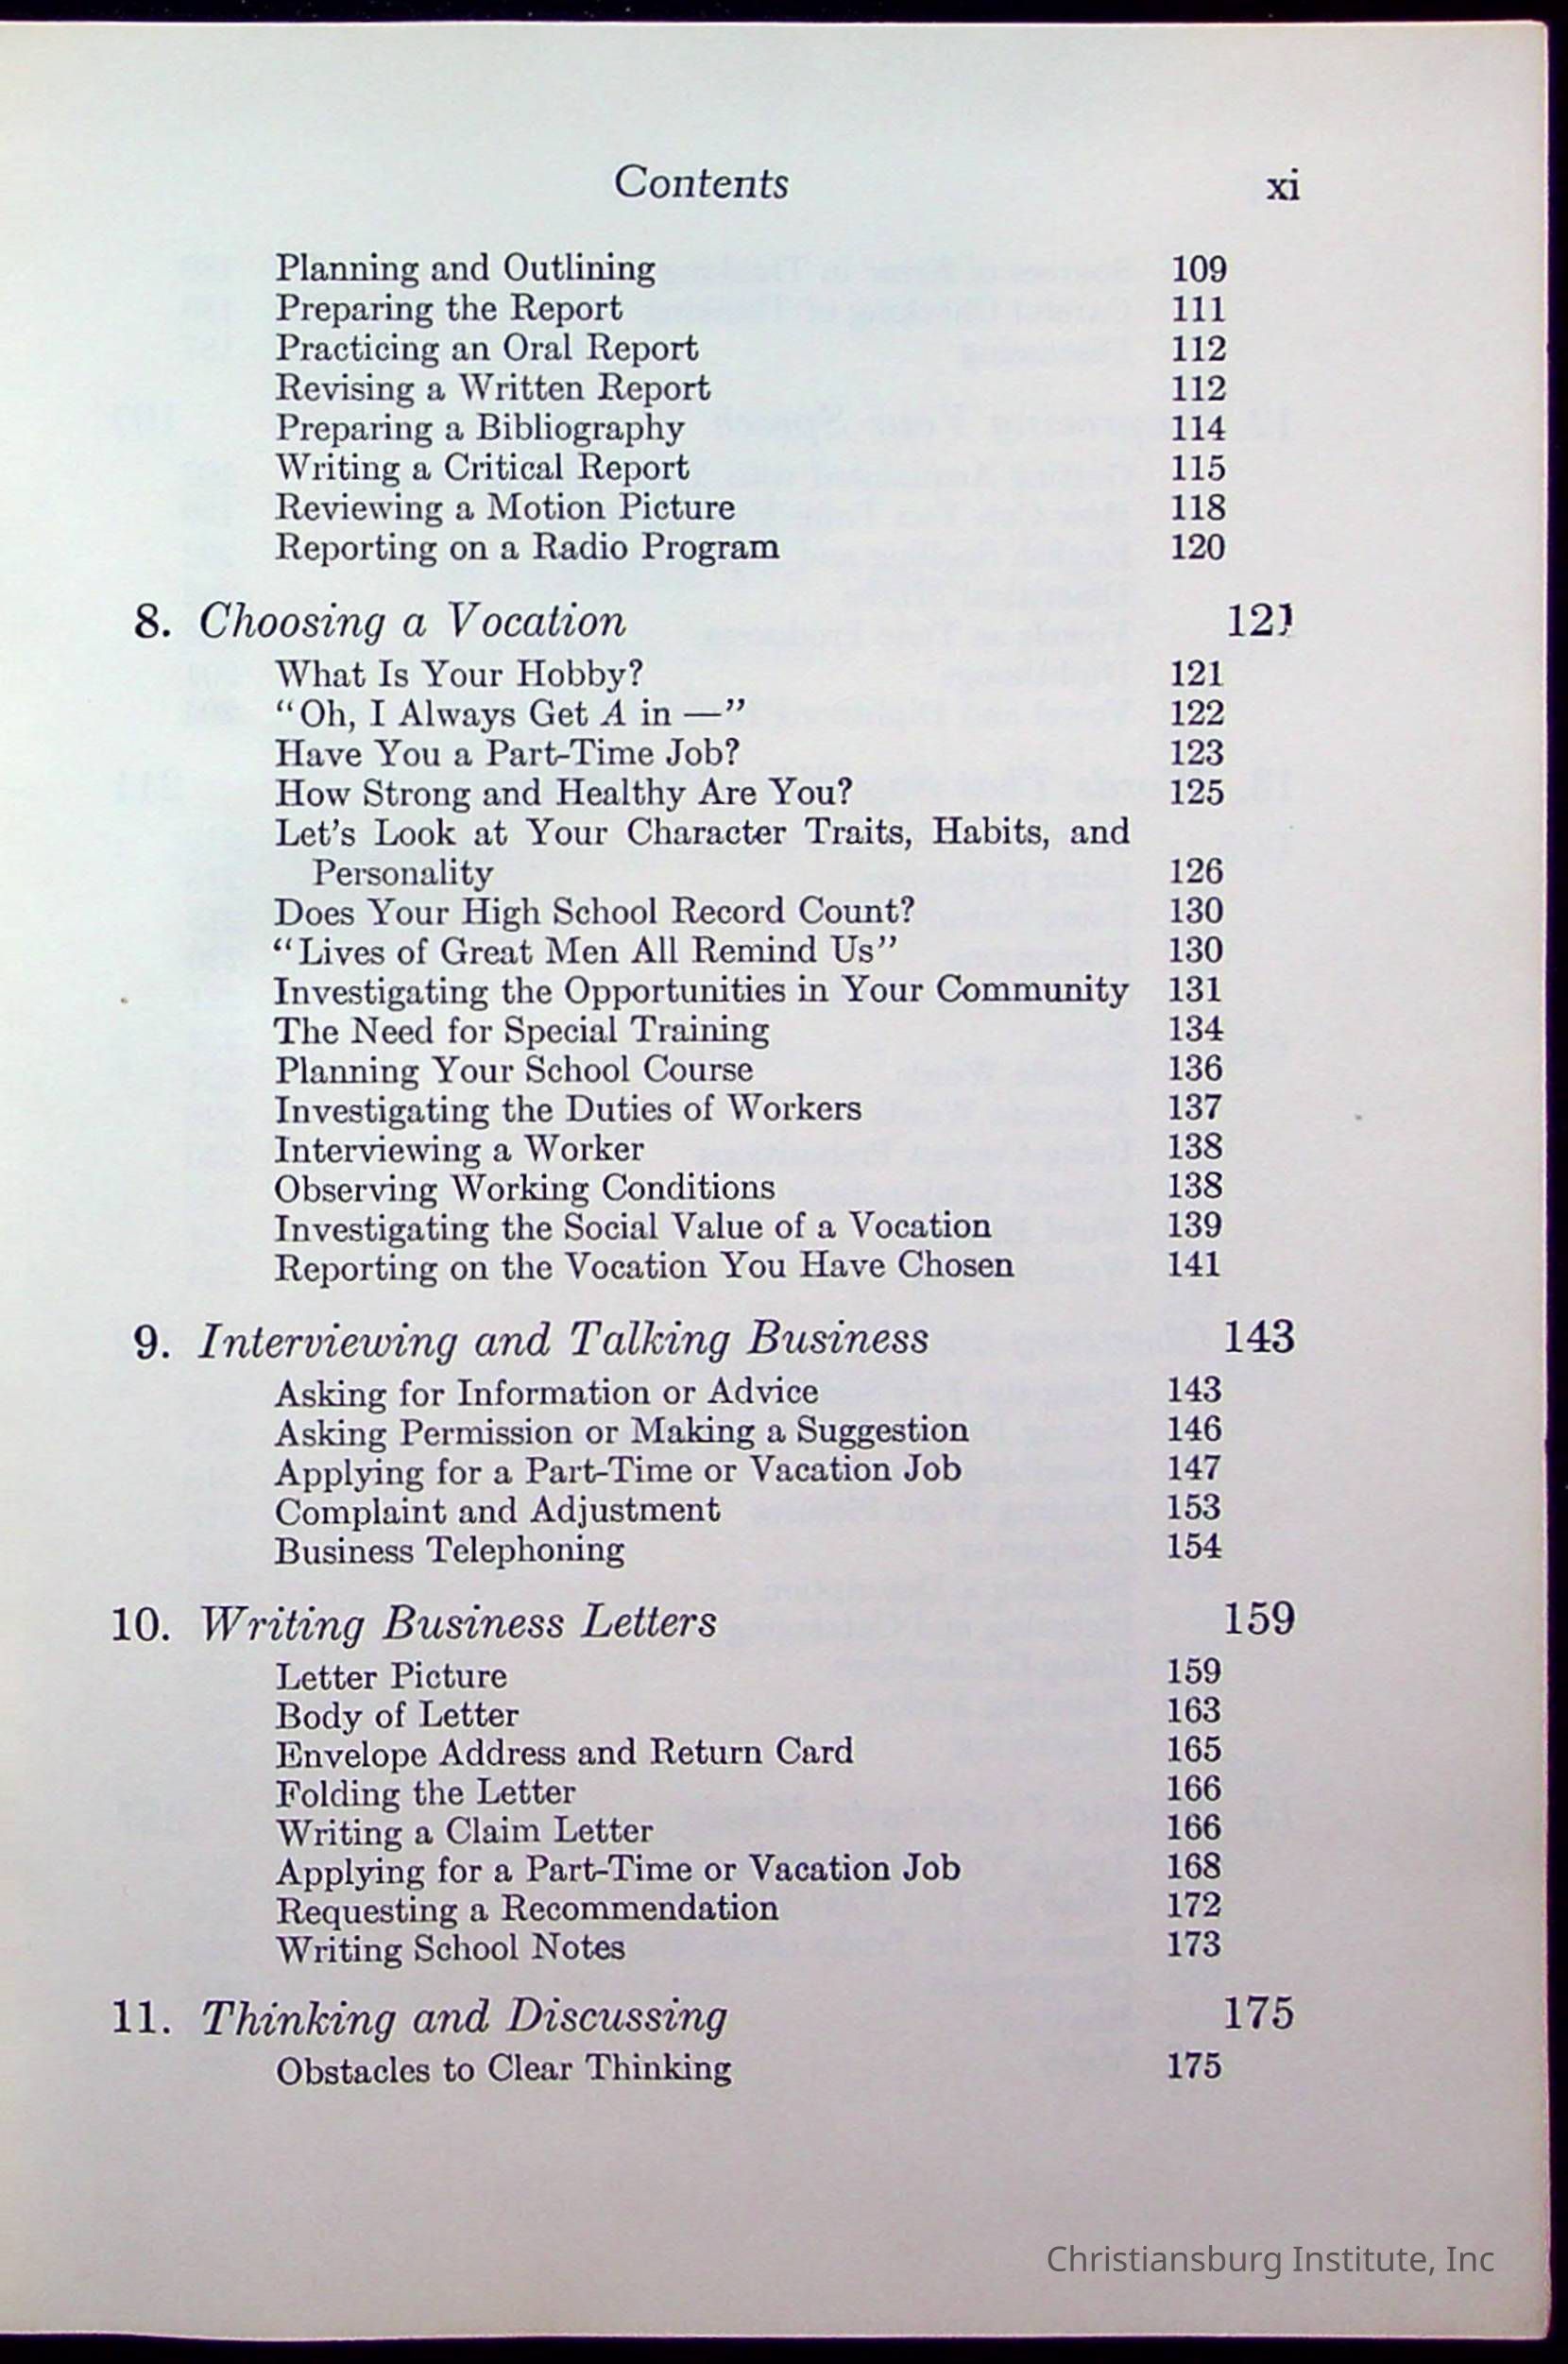 Contents xi
Planning and Outlining 109
Preparing the Report 111
Practicing an Oral Report 112
Revising a Written Report 112
Preparing a Bibliography 114
Writing a Critical Report 115
Reviewing a Motion Picture 118
Reporting on a Radio Program 120
8. Choosing a Vocation 121
What Is Your Hobby? 121
“Oh, I Always Get A in —” 122
Have You a Part-Time Job? 123
How Strong and Healthy Are You? 125
Let’s Look at Your Character Traits, Habits, and
Personality 126
Does Your High School Record Count? 130
“Lives of Great Men All Remind Us” 130
Investigating the Opportunities in Your Community 131
The Need for Special Training 134
Planning Your School Course 136
Investigating the Duties of Workers 137
Interviewing a Worker 138
Observing Working Conditions 138
Investigating the Social Value of a Vocation 139
Reporting on the Vocation You Have Chosen 141
9. Interviewing and Talking Business 143
Asking for Information or Advice 143
Asking Permission or Making a Suggestion 146
Applying for a Part-Time or Vacation Job 147
Complaint and Adjustment 153
Business Telephoning 154
10. Writing Business Letters 159
Letter Picture 159
Body of Letter 163
Envelope Address and Return Card 165
Folding the Letter 166
Writing a Claim Letter 166
Applying for a Part-Time or Vacation Job 168
Requesting a Recommendation 172
Writing School Notes 173
11. Thinking and Discussing 175
Obstacles to Clear Thinking 175
Christiansburg Institute, Inc